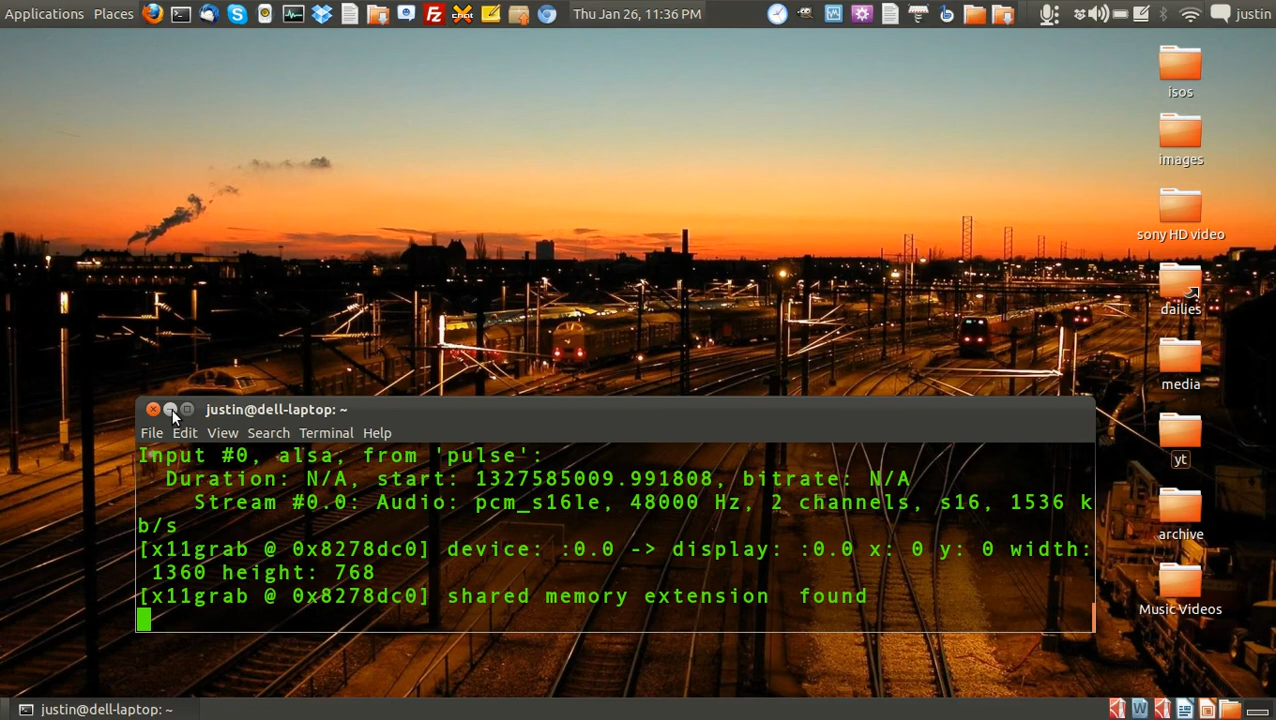 Applications Places Thu Jan 26, 11:36 PM justin
isos
images
sony HD video
dailies
media
yt
archive
Music Videos
justin@dell-laptop: ~
File Edit View Search Terminal Help
Input #0, alsa, from 'pulse':
Duration: N/A, start: 1327585009.991808, bitrate: N/A
Stream #0.0: Audio: pcm_s16le, 48000 Hz, 2 channels, s16, 1536 k
b/s
[x11grab @ 0x8278dc0] device: :0.0 -> display: :0.0 x: 0 y: 0 width:
1360 height: 768
[x11grab @ 0x8278dc0] shared memory extension found
justin@dell-laptop: ~